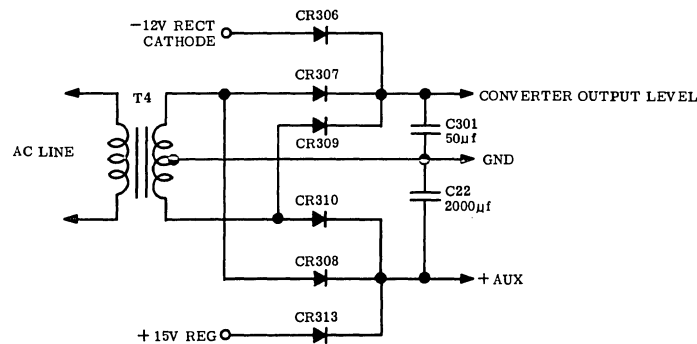 -12V RECT
CATHODE
CR306
CR307
CONVERTER OUTPUT LEVEL
T4
CR309
C301
50μf
AC LINE
GND
CR310
C22
2000μf
CR308
+ AUX
CR313
+ 15V REG